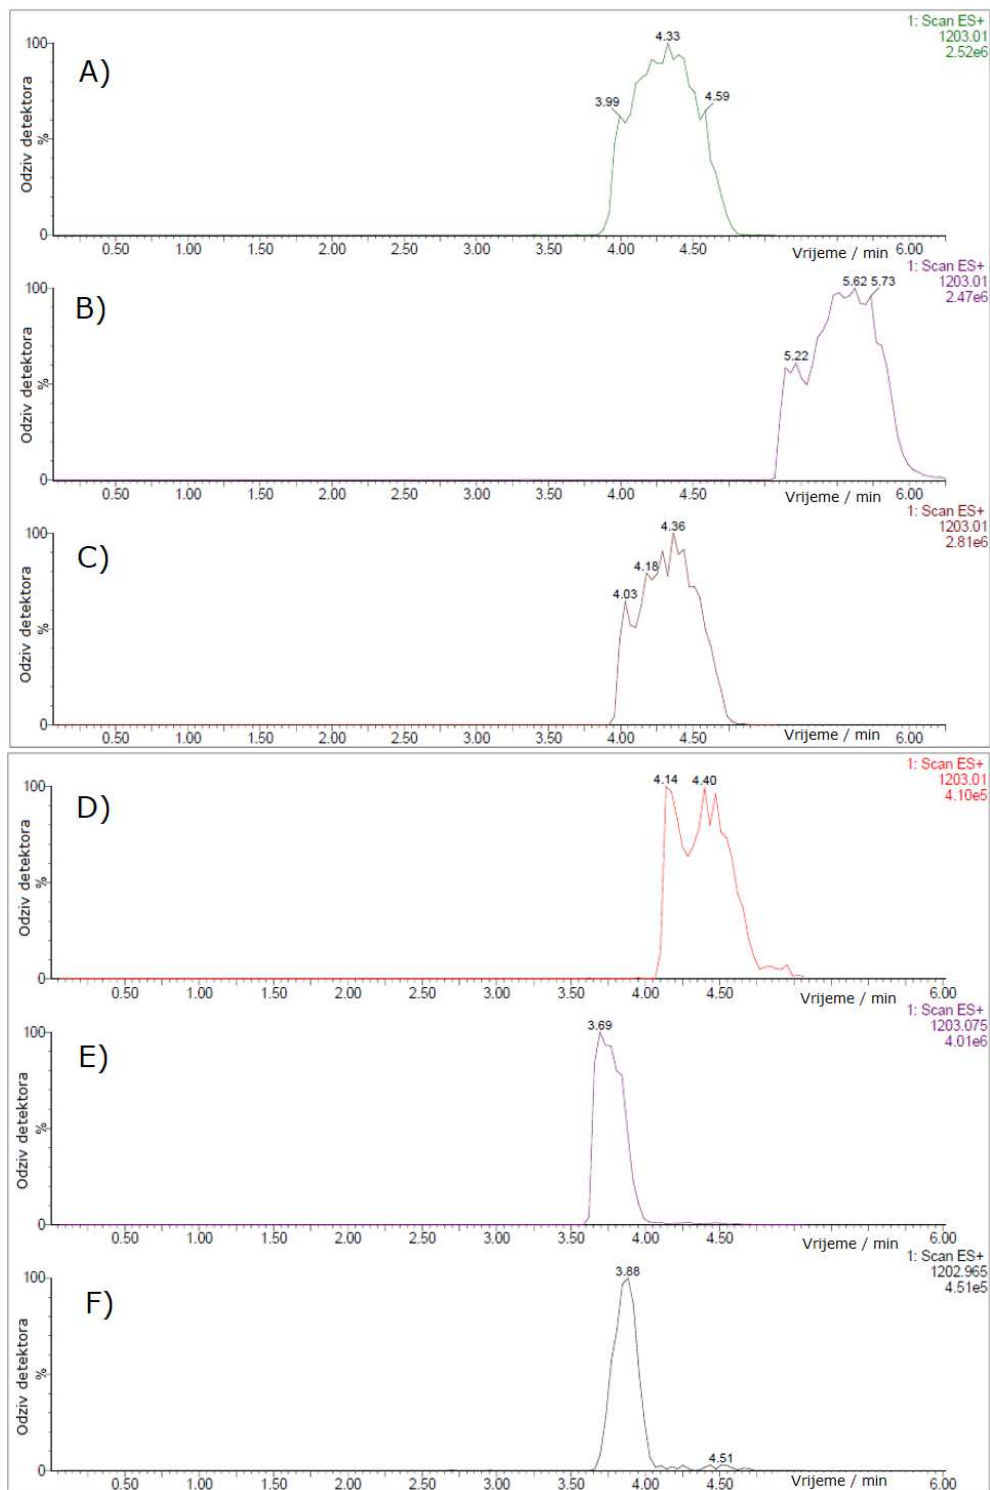 1: Scan ES+
1203.01
2.52e6
A)
100
%
0
Odziv detektora
3.99
4.33
4.59
0.50 1.00 1.50 2.00 2.50 3.00 3.50 4.00 4.50 6.00
Vrijeme / min
1: Scan ES+
1203.01
2.47e6
B)
100
%
0
Odziv detektora
5.22
5.62 5.73
0.50 1.00 1.50 2.00 2.50 3.00 3.50 4.00 4.50 6.00
Vrijeme / min
1: Scan ES+
1203.01
2.81e6
C)
100
%
0
Odziv detektora
4.03
4.18
4.36
0.50 1.00 1.50 2.00 2.50 3.00 3.50 4.00 4.50 6.00
Vrijeme / min
1: Scan ES+
1203.01
4.10e5
D)
100
%
0
Odziv detektora
4.14 4.40
0.50 1.00 1.50 2.00 2.50 3.00 3.50 4.00 4.50 6.00
Vrijeme / min
1: Scan ES+
1203.075
4.01e6
E)
100
%
0
Odziv detektora
3.69
0.50 1.00 1.50 2.00 2.50 3.00 3.50 4.00 4.50 6.00
Vrijeme / min
1: Scan ES+
1202.965
4.51e5
F)
100
%
0
Odziv detektora
3.88
4.51
0.50 1.00 1.50 2.00 2.50 3.00 3.50 4.00 4.50 6.00
Vrijeme / min